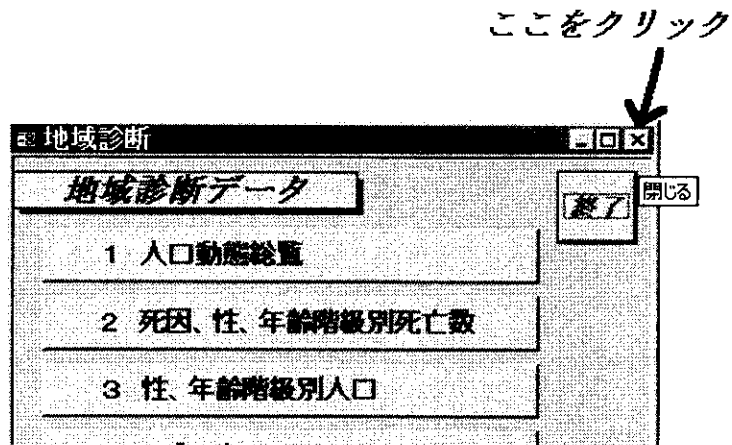 ここをクリック
地域診断
地域診断データ
終了
閉じる
1 人口動態総覧
2 死因、性、年齢階級別死亡数
3 性、年齢階級別人口